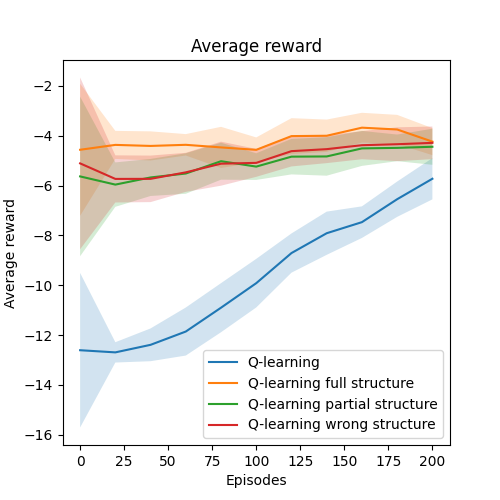 Average reward
−2
−4
−6
−8
−10
−12
−14
−16
Average reward
0
25
50
75
100
125
150
175
200
Episodes
Q-learning
Q-learning full structure
Q-learning partial structure
Q-learning wrong structure